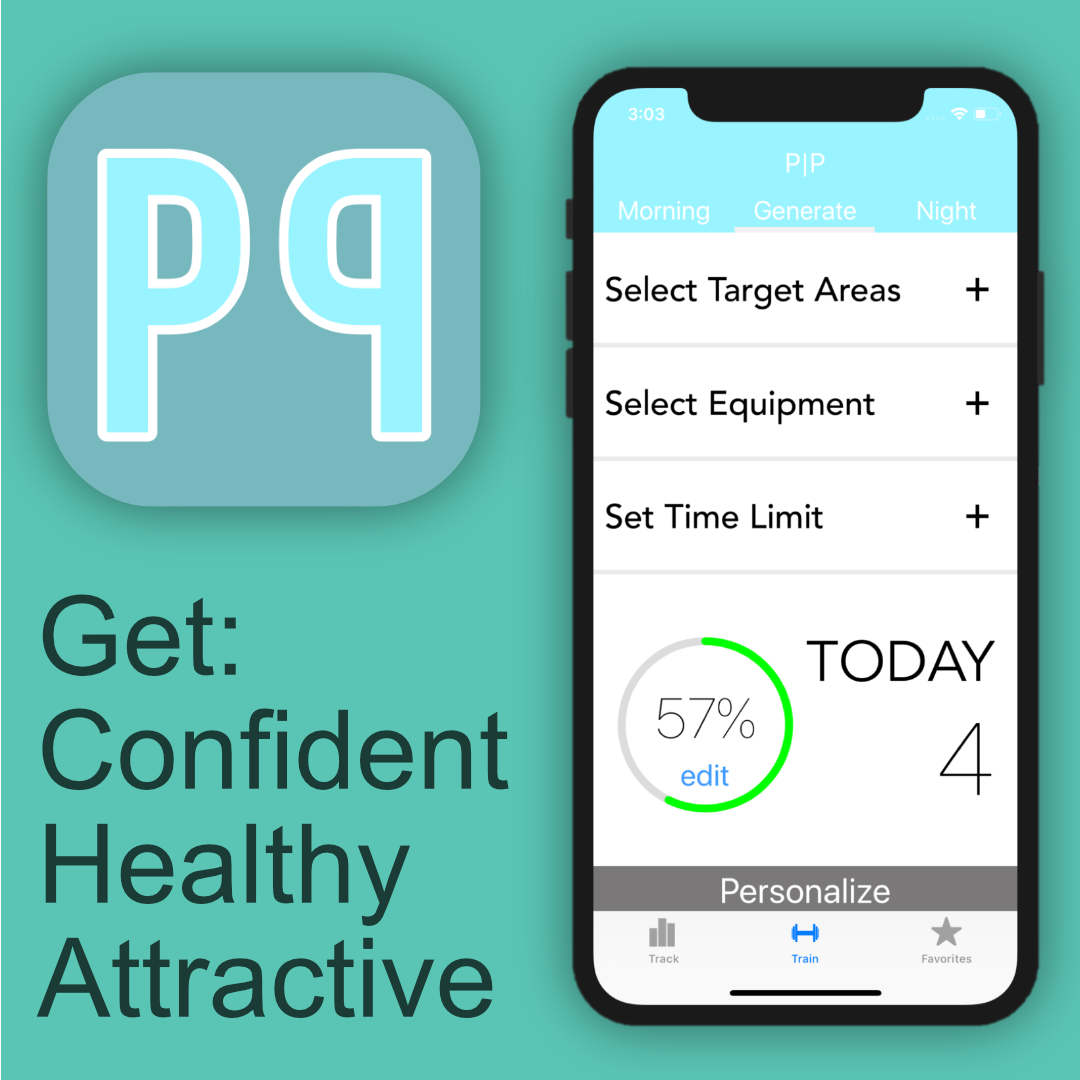 PP
Get:
Confident
Healthy
Attractive
3:03
P|P
Morning Generate Night
Select Target Areas +
Select Equipment +
Set Time Limit +
57%
edit
TODAY
4
Personalize
Track Train Favorites